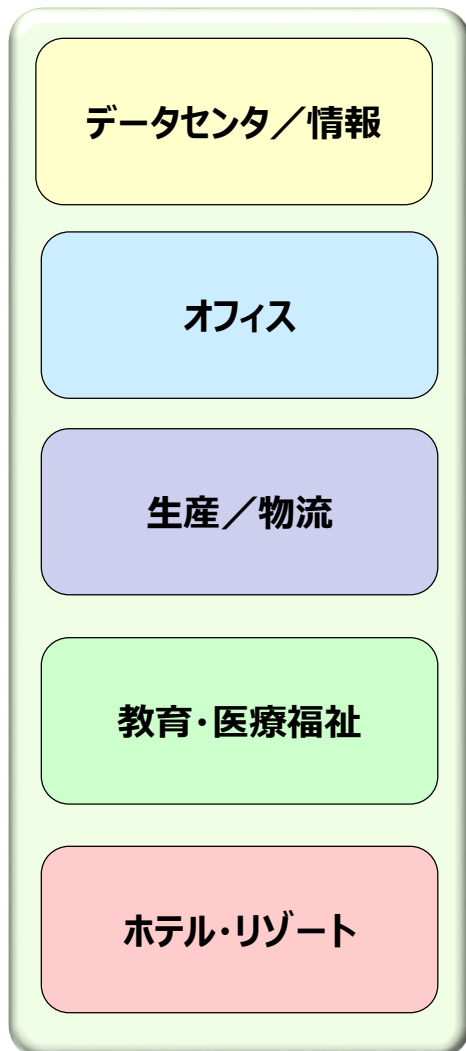 データセンタ／情報
オフィス
生産／物流
教育・医療福祉
ホテル・リゾート